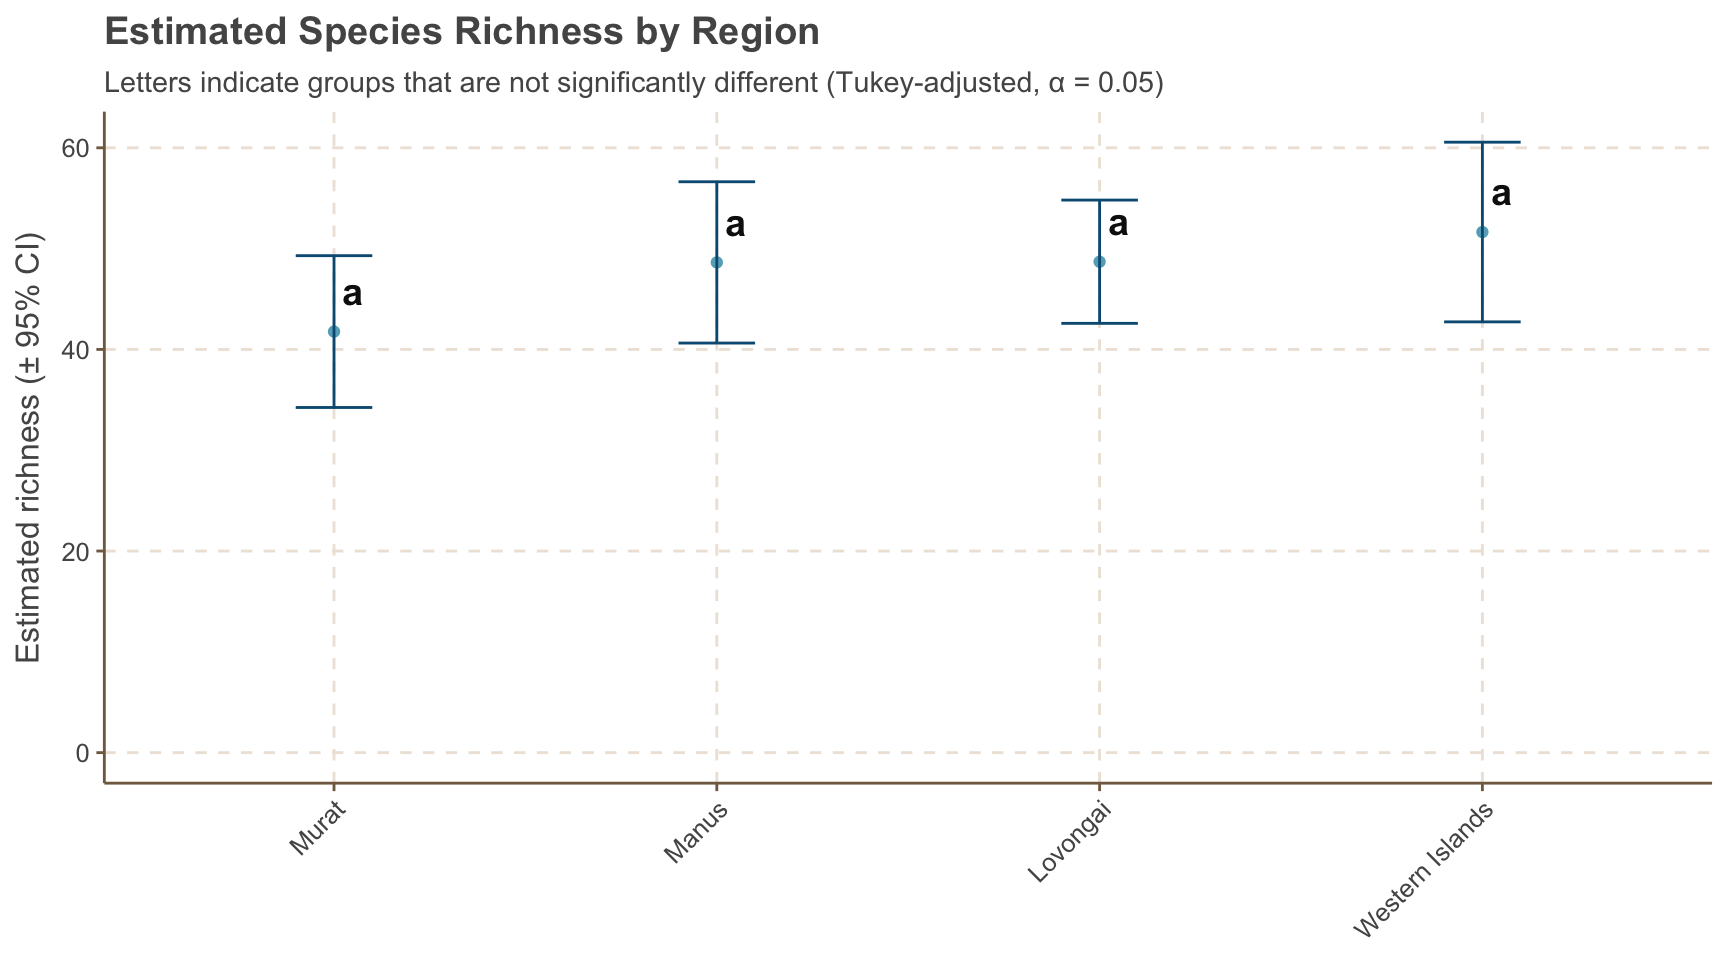 Estimated Species Richness by Region
Letters indicate groups that are not significantly different (Tukey-adjusted, α = 0.05)
Estimated richness (± 95% CI)
60
40
20
0
a
a
a
a
Murat
Manus
Lovongai
Western Islands